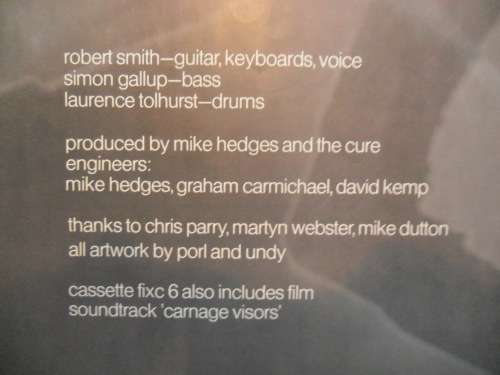 robert smith—guitar, keyboards, voice
simon gallup—bass
laurence tolhurst—drums
produced by mike hedges and the cure
engineers:
mike hedges, graham carmichael, david kemp
thanks to chris parry, martyn webster, mike dutton
all artwork by porl and undy
cassette fixc 6 also includes film
soundtrack 'carnage visors'